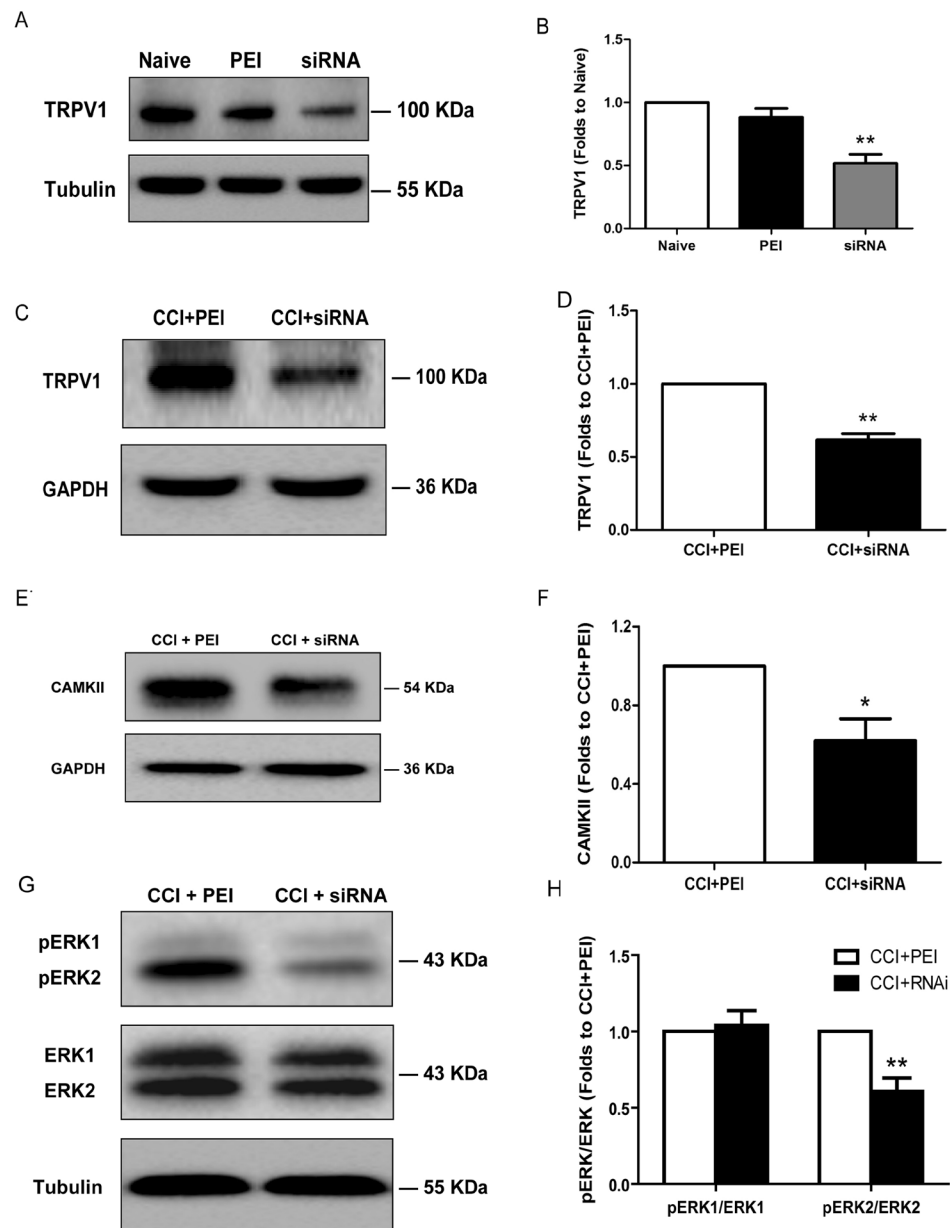 A
Naive PEI siRNA
TRPV1
100 KDa
Tubulin
55 KDa
B
TRPV1 (Folds to Naive)
1.5
1.0
0.5
0.0
**
Naive PEI siRNA
C
CCI+PEI CCI+siRNA
TRPV1
100 KDa
GAPDH
36 KDa
D
TRPV1 (Folds to CCI+PEI)
1.5
1.0
0.5
0.0
**
CCI+PEI CCI+siRNA
E
CCI + PEI CCI + siRNA
CAMKII
54 KDa
GAPDH
36 KDa
F
CAMKII (Folds to CCI+PEI)
1.2
0.8
0.4
0.0
*
CCI+PEI CCI+siRNA
G
CCI + PEI CCI + siRNA
pERK1
43 KDa
pERK2
ERK1
43 KDa
ERK2
Tubulin
55 KDa
H
pERK/ERK (Folds to CCI+PEI)
1.5
1.0
0.5
0.0
CCI+PEI
CCI+RNAi
**
pERK1/ERK1 pERK2/ERK2